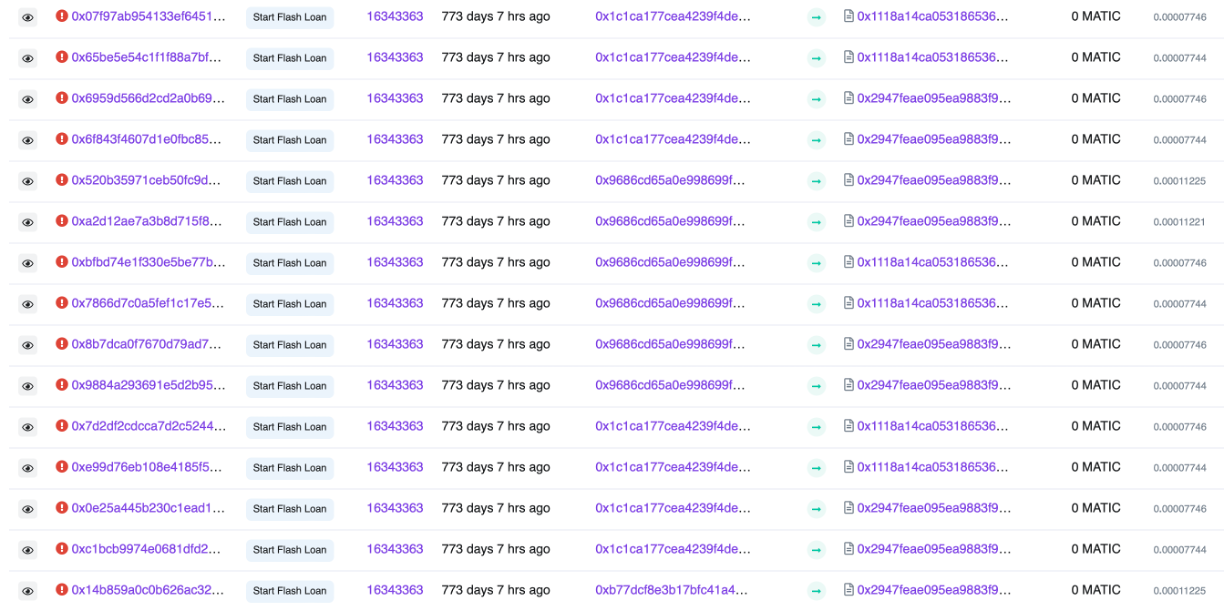 0x07f97ab954133ef6451... Start Flash Loan 16343363 773 days 7 hrs ago 0x1c1ca177cea4239f4de... → 0x1118a14ca053186536... 0 MATIC 0.00007746
0x65be5e54c1f1f88a7bf... Start Flash Loan 16343363 773 days 7 hrs ago 0x1c1ca177cea4239f4de... → 0x1118a14ca053186536... 0 MATIC 0.00007744
0x6959d566d2cd2a0b69... Start Flash Loan 16343363 773 days 7 hrs ago 0x1c1ca177cea4239f4de... → 0x2947feae095ea9883f9... 0 MATIC 0.00007746
0x6f843f4607d1e0fbc85... Start Flash Loan 16343363 773 days 7 hrs ago 0x1c1ca177cea4239f4de... → 0x2947feae095ea9883f9... 0 MATIC 0.00007744
0x520b35971ceb50fc9d... Start Flash Loan 16343363 773 days 7 hrs ago 0x9686cd65a0e998699f... → 0x2947feae095ea9883f9... 0 MATIC 0.00011225
0xa2d12ae7a3b8d715f8... Start Flash Loan 16343363 773 days 7 hrs ago 0x9686cd65a0e998699f... → 0x2947feae095ea9883f9... 0 MATIC 0.00011221
0xbfbd74e1f330e5be77b... Start Flash Loan 16343363 773 days 7 hrs ago 0x9686cd65a0e998699f... → 0x1118a14ca053186536... 0 MATIC 0.00007746
0x7866d7c0a5fef1c17e5... Start Flash Loan 16343363 773 days 7 hrs ago 0x9686cd65a0e998699f... → 0x1118a14ca053186536... 0 MATIC 0.00007744
0x8b7dca0f7670d79ad7... Start Flash Loan 16343363 773 days 7 hrs ago 0x9686cd65a0e998699f... → 0x2947feae095ea9883f9... 0 MATIC 0.00007746
0x9884a293691e5d2b95... Start Flash Loan 16343363 773 days 7 hrs ago 0x9686cd65a0e998699f... → 0x2947feae095ea9883f9... 0 MATIC 0.00007744
0x7d2df2cdcca7d2c5244... Start Flash Loan 16343363 773 days 7 hrs ago 0x1c1ca177cea4239f4de... → 0x1118a14ca053186536... 0 MATIC 0.00007746
0xe99d76eb108e4185f5... Start Flash Loan 16343363 773 days 7 hrs ago 0x1c1ca177cea4239f4de... → 0x1118a14ca053186536... 0 MATIC 0.00007744
0x0e25a445b230c1ead1... Start Flash Loan 16343363 773 days 7 hrs ago 0x1c1ca177cea4239f4de... → 0x2947feae095ea9883f9... 0 MATIC 0.00007746
0xc1bcb9974e0681dfd2... Start Flash Loan 16343363 773 days 7 hrs ago 0x1c1ca177cea4239f4de... → 0x2947feae095ea9883f9... 0 MATIC 0.00007744
0x14b859a0c0b626ac32... Start Flash Loan 16343363 773 days 7 hrs ago 0xb77dcf8e3b17bfc41a4... → 0x2947feae095ea9883f9... 0 MATIC 0.00011225